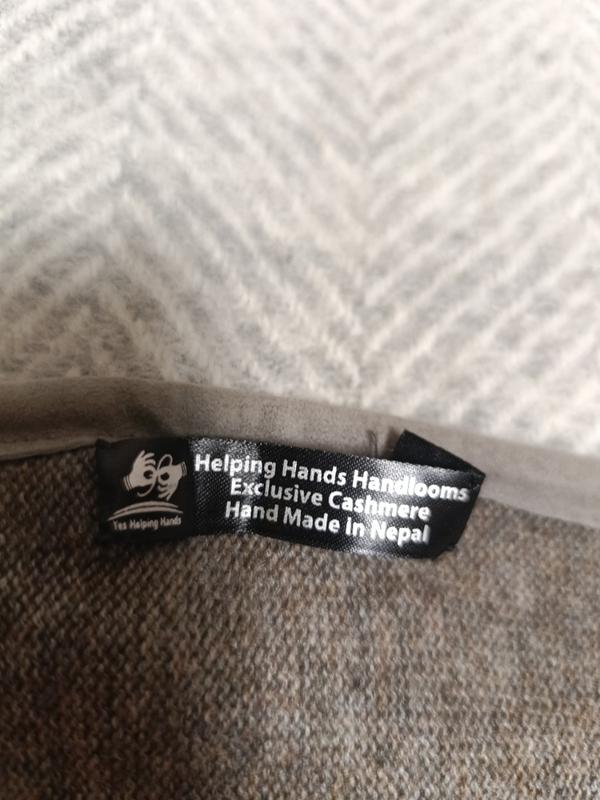 Helping Hands Handlooms
Exclusive Cashmere
Hand Made In Nepal
Yes Helping Hands